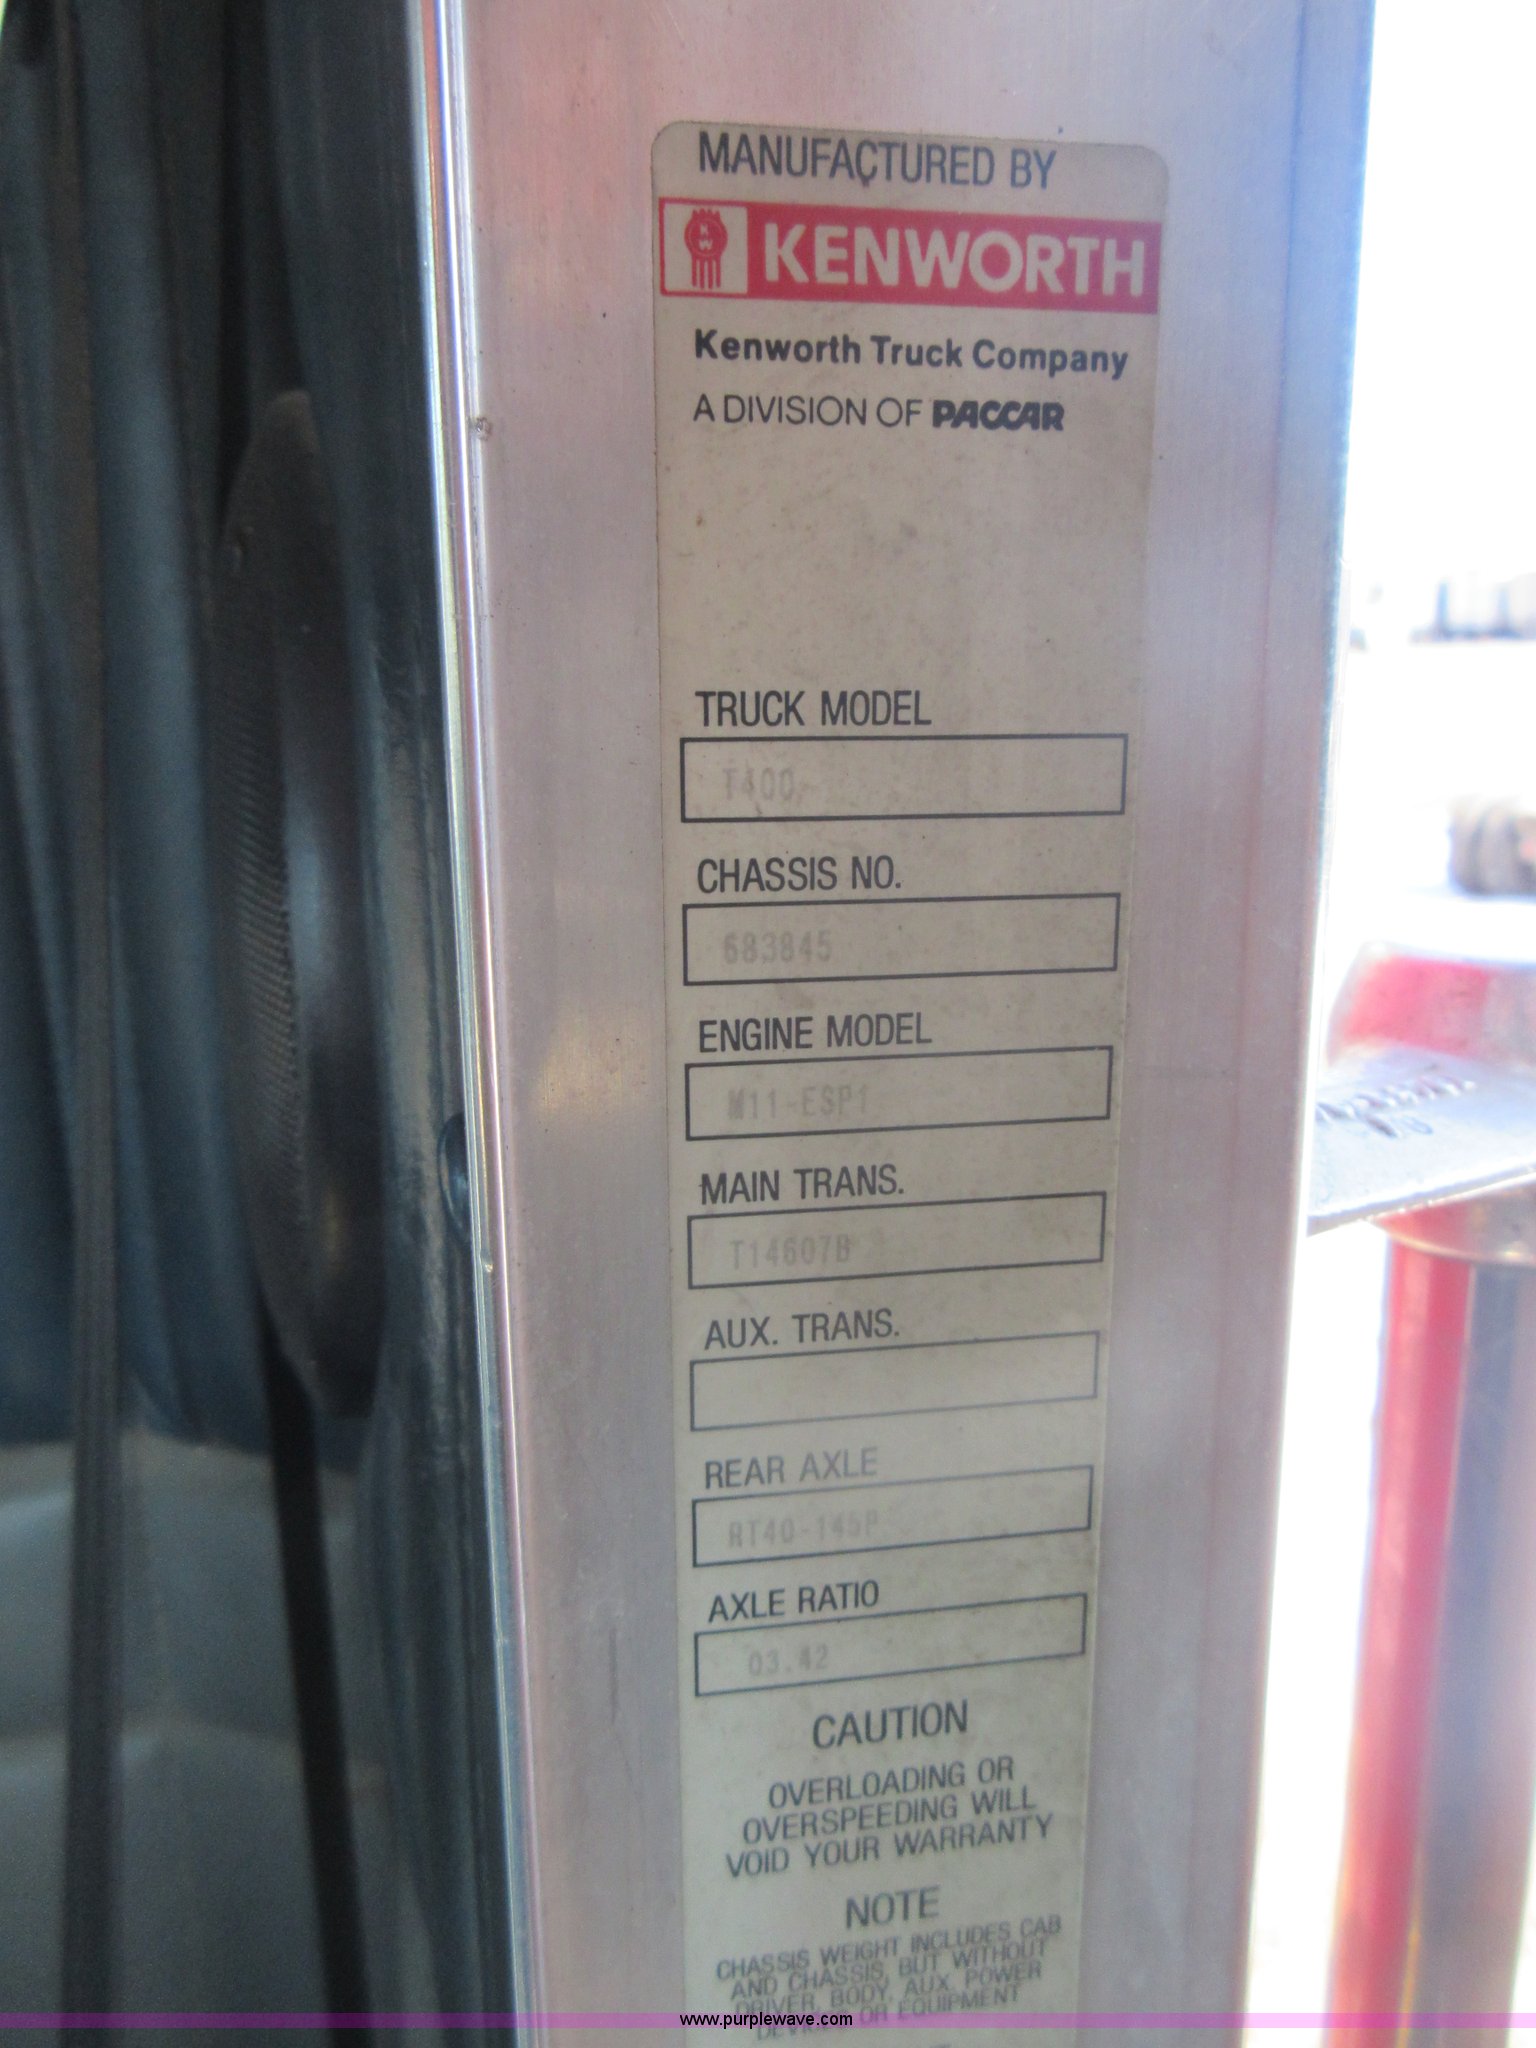 MANUFACTURED BY
KW KENWORTH
Kenworth Truck Company
A DIVISION OF PACCAR
TRUCK MODEL
T400
CHASSIS NO.
683845
ENGINE MODEL
M11-ESP1
MAIN TRANS.
T14607B
AUX. TRANS.
REAR AXLE
RT40-145P
AXLE RATIO
03.42
CAUTION
OVERLOADING OR
OVERSPEEDING WILL
VOID YOUR WARRANTY
NOTE
CHASSIS WEIGHT INCLUDES CAB
AND CHASSIS, BUT WITHOUT
DRIVER, BODY, AUX. POWER
DEVICES OR EQUIPMENT
www.purplewave.com